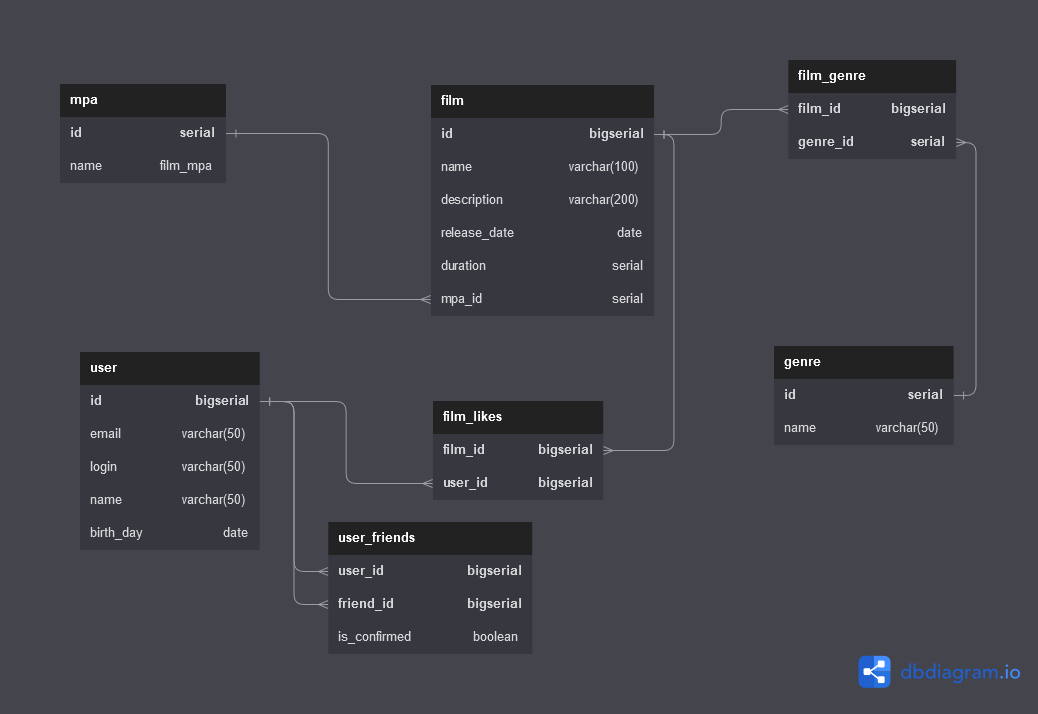 mpa
id serial
name film_mpa
film
id bigserial
name varchar(100)
description varchar(200)
release_date date
duration serial
mpa_id serial
film_genre
film_id bigserial
genre_id serial
user
id bigserial
email varchar(50)
login varchar(50)
name varchar(50)
birth_day date
film_likes
film_id bigserial
user_id bigserial
genre
id serial
name varchar(50)
user_friends
user_id bigserial
friend_id bigserial
is_confirmed boolean
dbdiagram.io